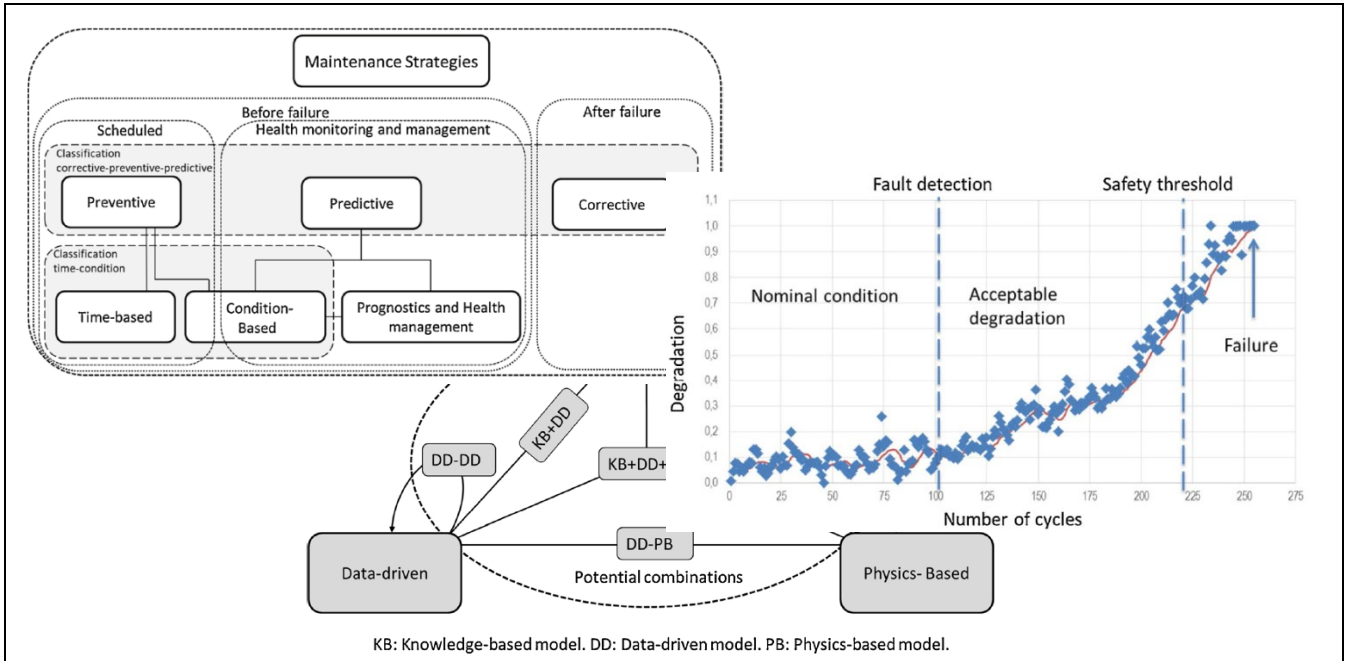 Maintenance Strategies
Before failure
After failure
Scheduled
Health monitoring and management
Classification
corrective-preventive-predictive
Preventive
Predictive
Corrective
Classification
time-condition
Time-based
Condition-
Based
Prognostics and Health
management
Fault detection
Safety threshold
Degradation
1,1
1,0
0,9
0,8
0,7
0,6
0,5
0,4
0,3
0,2
0,1
0,0
Nominal condition
Acceptable
degradation
Failure
0
25
50
75
100
125
150
175
200
225
250
275
Number of cycles
KB+DD
DD-DD
KB+DD+
DD-PB
Data-driven
Potential combinations
Physics- Based
KB: Knowledge-based model. DD: Data-driven model. PB: Physics-based model.